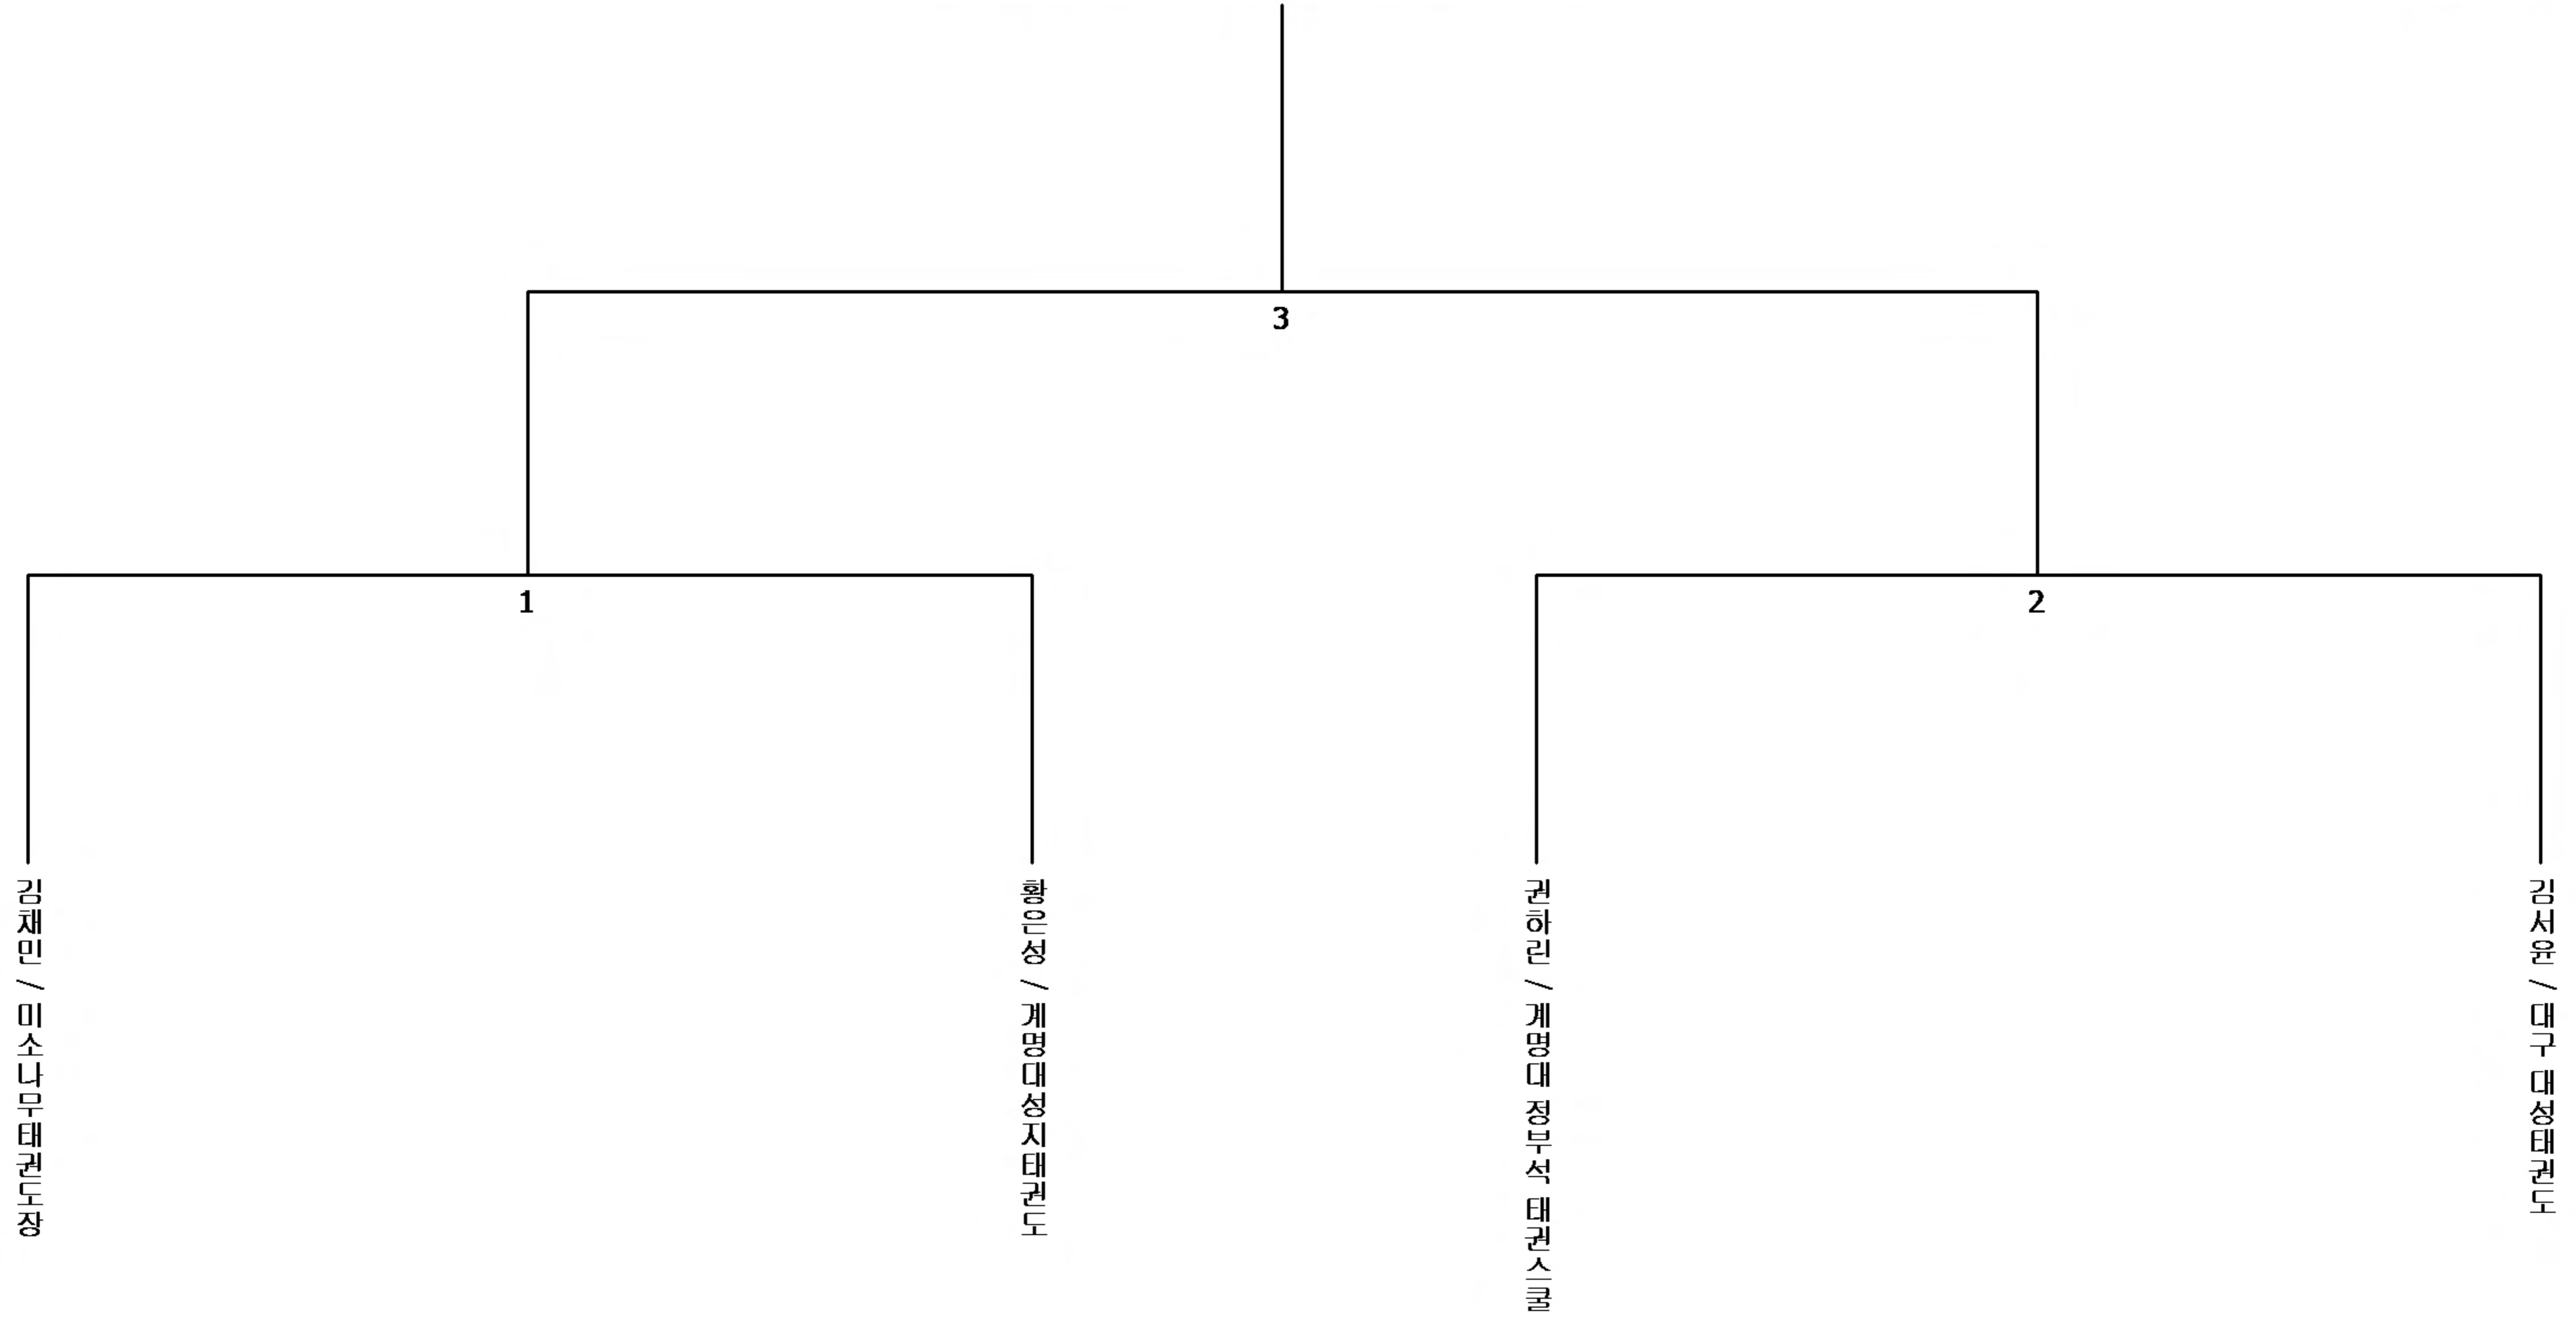 3
1
2
김채민 / 미소나무태권도장
황은성 / 계명대성지태권도
권하린 / 계명대 정부석 태권스쿨
김서윤 / 대구 대성태권도